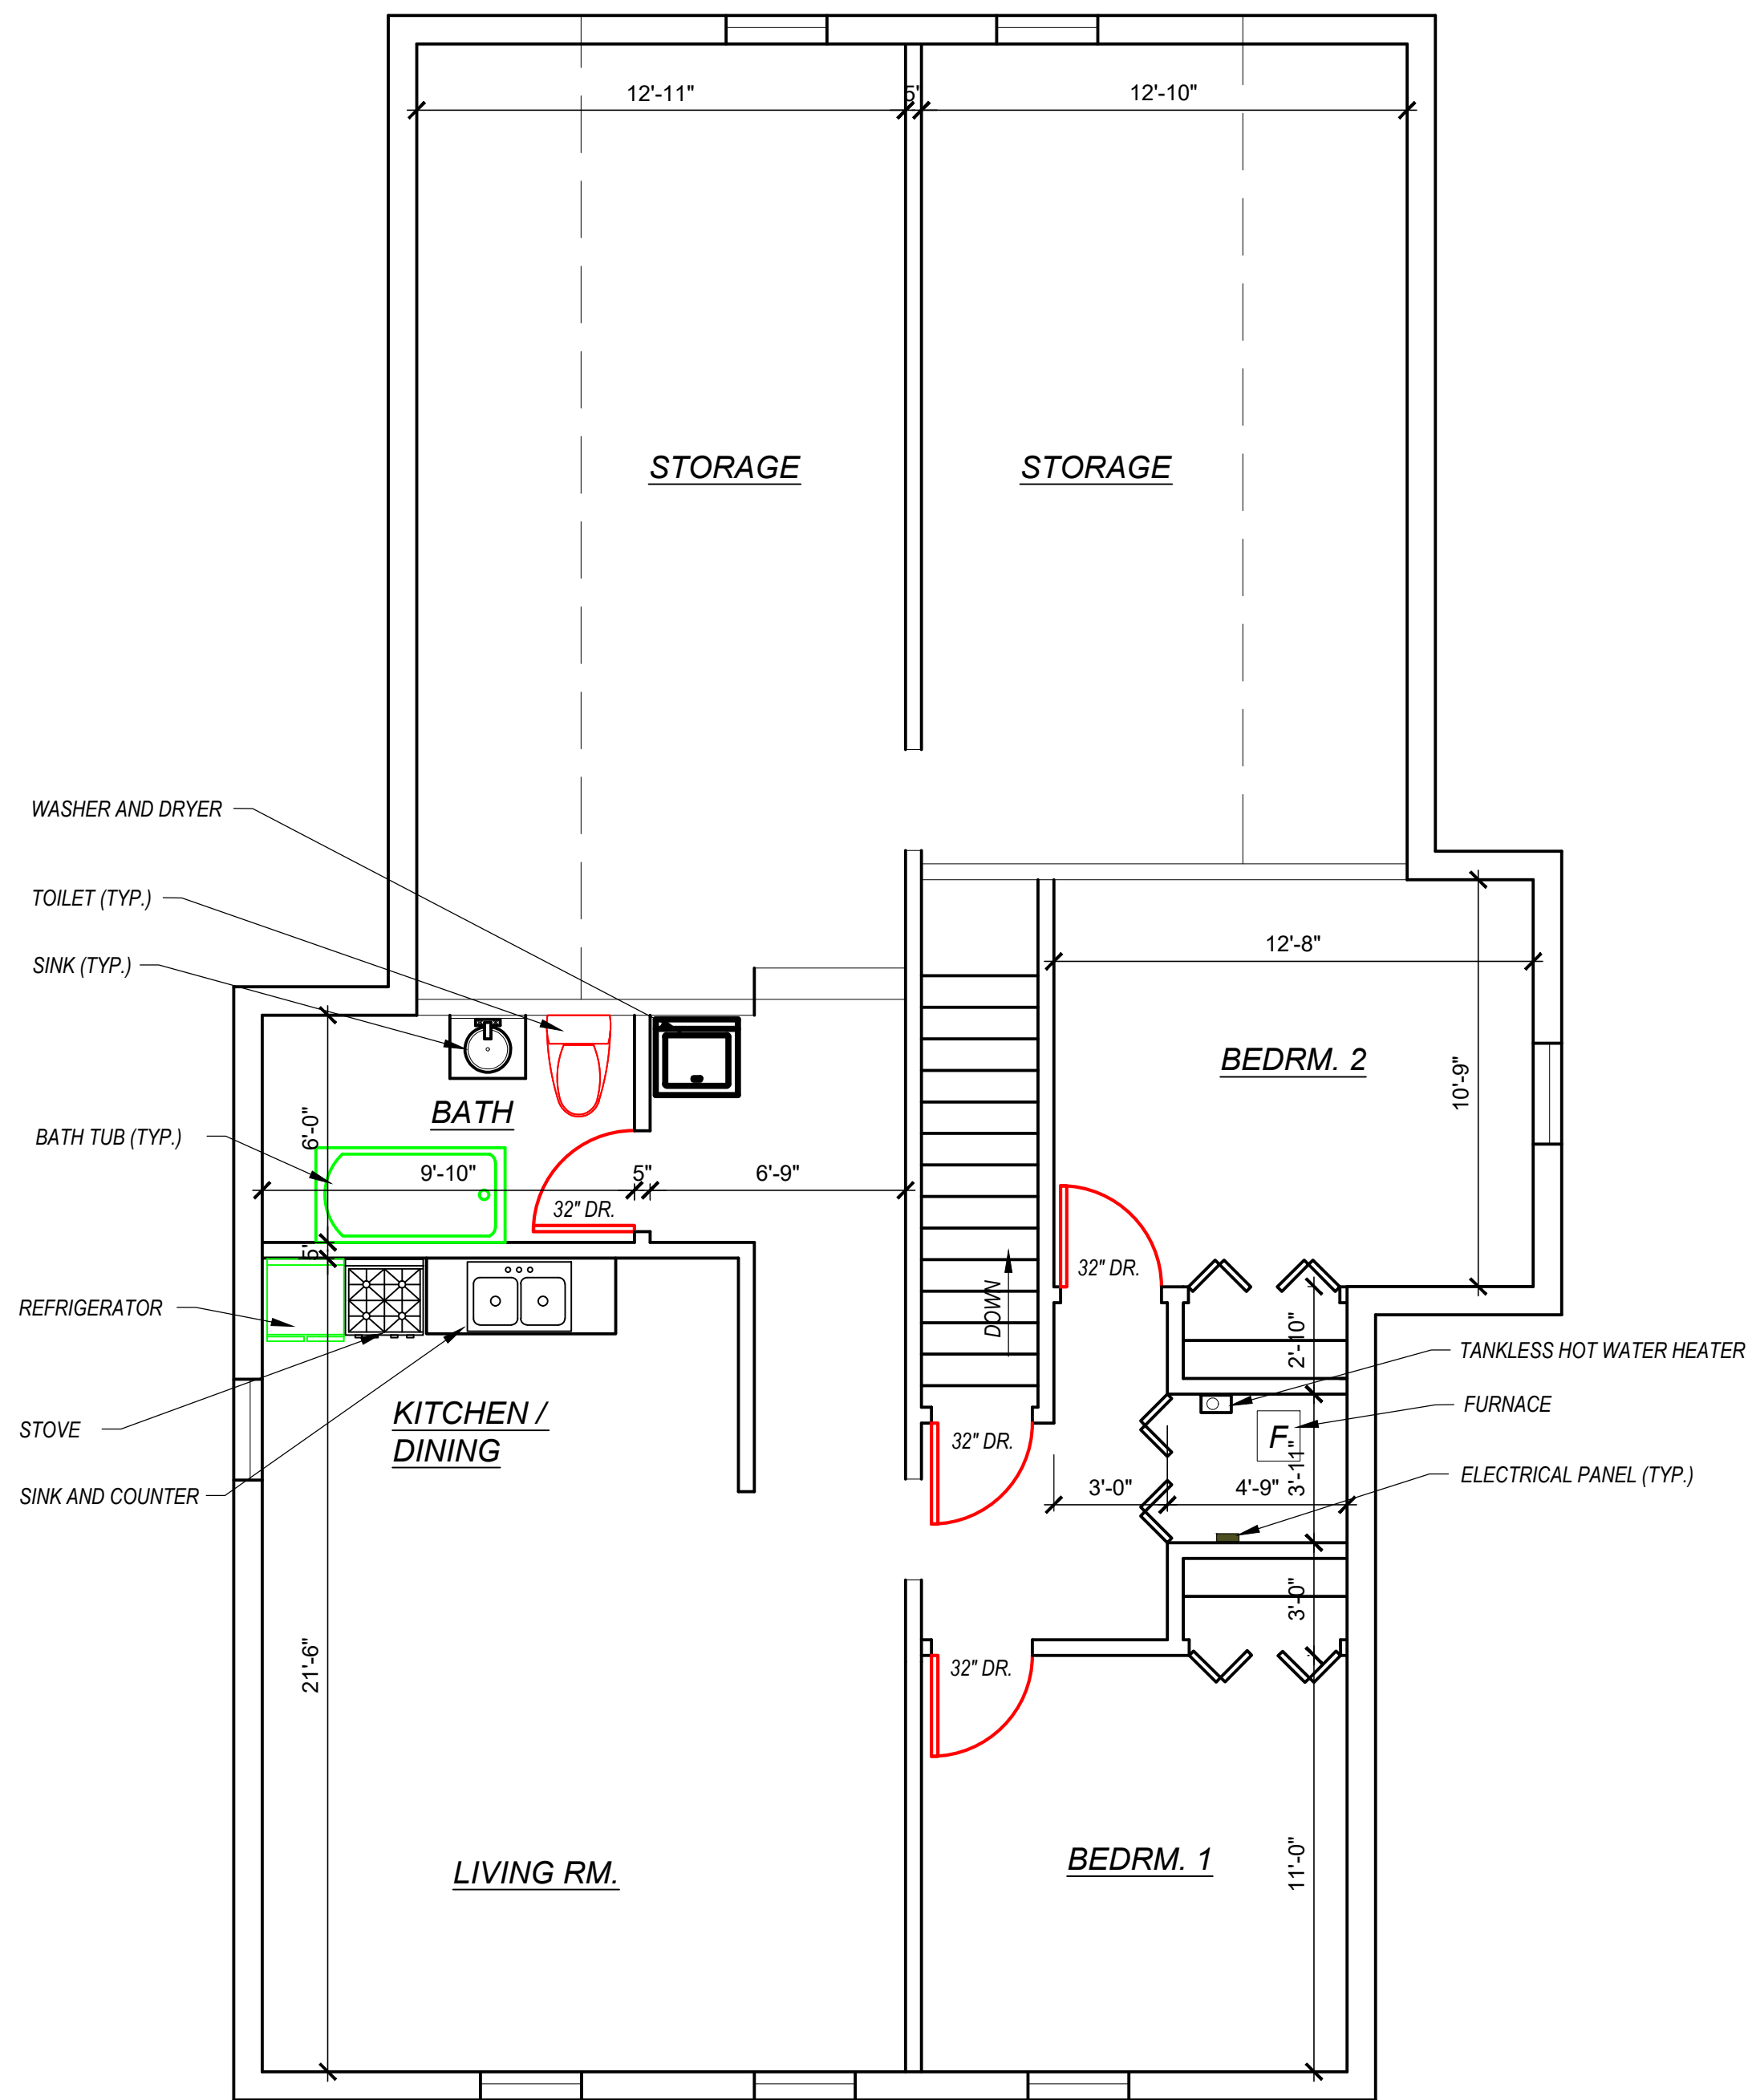 12'-11"
5'
12'-10"
STORAGE
STORAGE
WASHER AND DRYER
TOILET (TYP.)
SINK (TYP.)
12'-8"
BEDRM. 2
10'-9"
BATH
6'-0"
BATH TUB (TYP.)
9'-10"
5"
6'-9"
32" DR.
5'
32" DR.
DOWN
REFRIGERATOR
2'-10"
TANKLESS HOT WATER HEATER
KITCHEN /
DINING
FURNACE
STOVE
F
32" DR.
3'-11"
ELECTRICAL PANEL (TYP.)
SINK AND COUNTER
3'-0"
4'-9"
3'-0"
21'-6"
32" DR.
LIVING RM.
BEDRM. 1
11'-0"